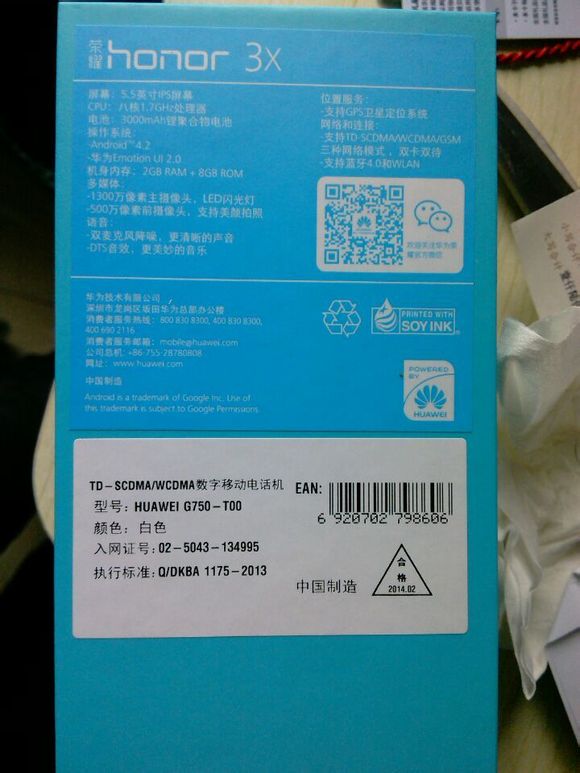 荣耀 honor 3X
屏幕：5.5英寸IPS屏幕
CPU：八核1.7GHz处理器
电池：3000mAh锂聚合物电池
操作系统：
-Android™4.2
-华为Emotion UI 2.0
机身内存：2GB RAM + 8GB ROM
多媒体：
-1300万像素主摄像头，LED闪光灯
-500万像素前摄像头，支持美颜拍照
语音：
-双麦克风降噪，更清晰的声音
-DTS音效，更美妙的音乐
位置服务：
-支持GPS卫星定位系统
网络和连接：
-支持TD-SCDMA/WCDMA/GSM
三种网络模式，双卡双待
-支持蓝牙4.0和WLAN
欢迎关注华为荣
耀官方微信
华为技术有限公司
深圳市龙岗区坂田华为总部办公楼
消费者服务热线：800 830 8300, 400 830 8300,
400 690 2116
消费者服务邮箱：mobile@huawei.com
公司总机：+86-755-28780808
网址：www.huawei.com
中国制造
Android is a trademark of Google Inc. Use of
this trademark is subject to Google Permissions.
PRINTED WITH
SOY INK
POWERED
BY
HUAWEI
TD-SCDMA/WCDMA数字移动电话机
型号：HUAWEI G750-T00
颜色：白色
入网证号：02-5043-134995
执行标准：Q/DKBA 1175-2013
EAN:
6 920702 798606
中国制造
合
格
2014.02